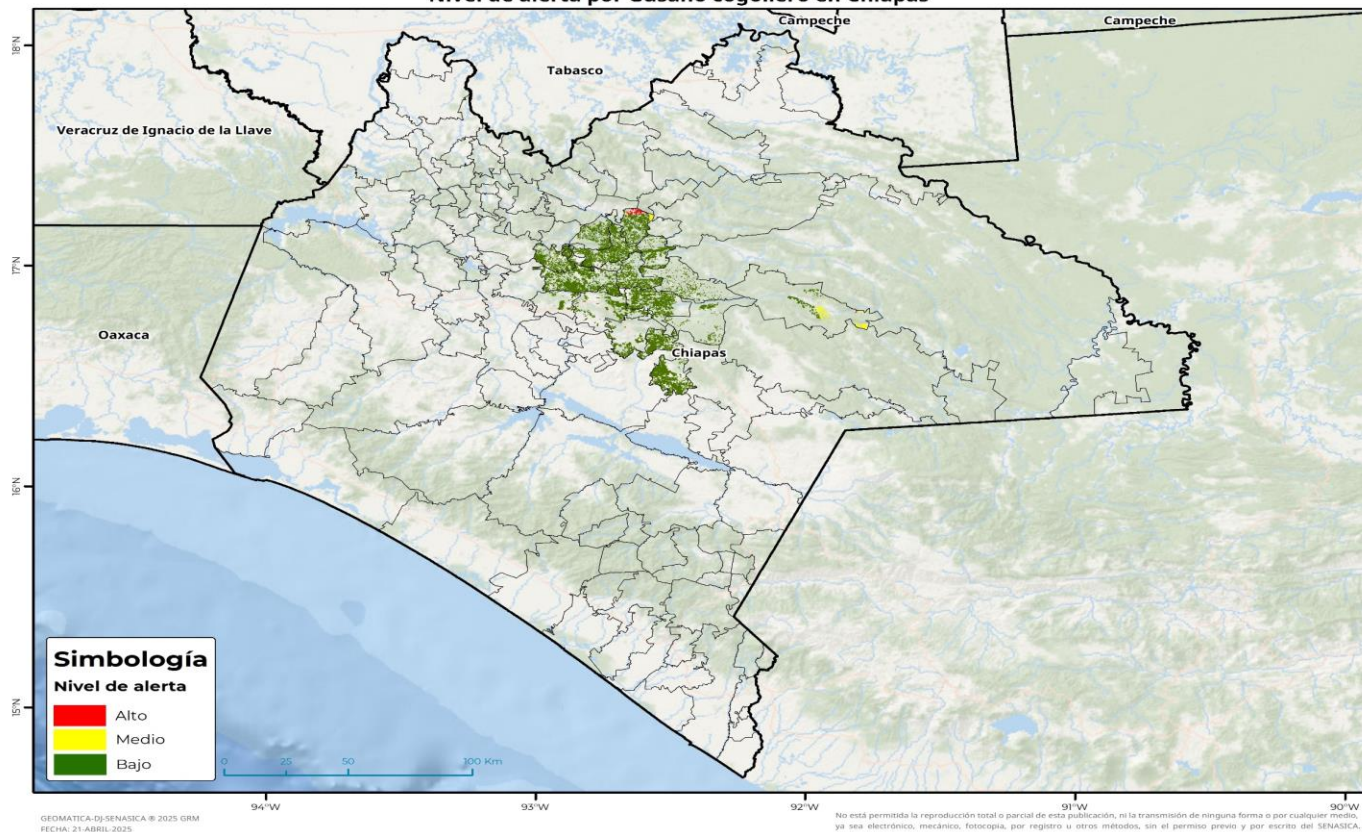 Nivel de alerta por Gusano cogollero en Chiapas
Campeche
Campeche
Tabasco
Veracruz de Ignacio de la Llave
Oaxaca
Chiapas
18°N
17°N
16°N
15°N
Simbología
Nivel de alerta
Alto
Medio
Bajo
0 25 50 100 Km
94°W 93°W 92°W 91°W 90°W
GEOMATICA-DJ-SENASICA ® 2025 GRM
FECHA: 21-ABRIL-2025
No está permitida la reproducción total o parcial de esta publicación, ni la transmisión de ninguna forma o por cualquier medio,
ya sea electrónico, mecánico, fotocopia, por registro u otros métodos, sin el permiso previo y por escrito del SENASICA.